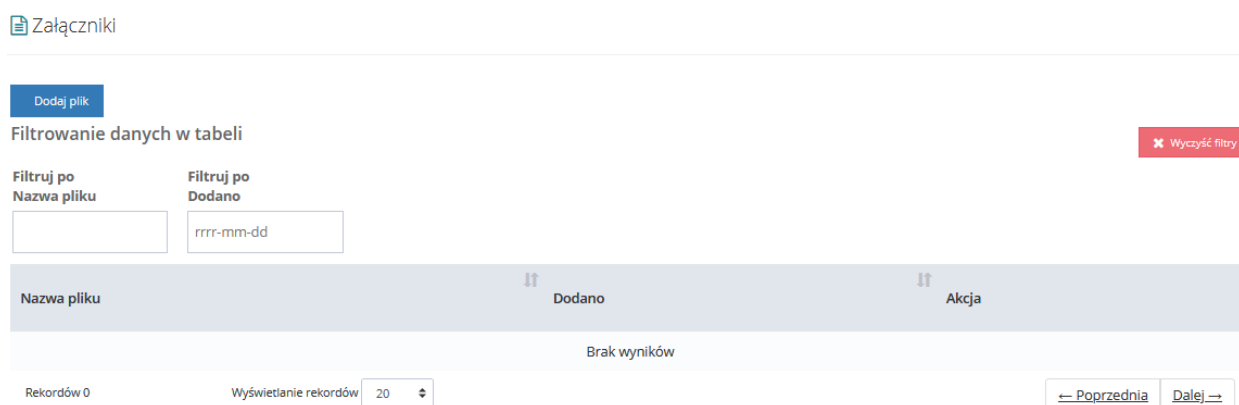 Załączniki
Dodaj plik
Filtrowanie danych w tabeli
Wyczyść filtry
Filtruj po Filtruj po
Nazwa pliku Dodano
rrrr-mm-dd
Nazwa pliku Dodano Akcja
Brak wyników
Rekordów 0 Wyświetlanie rekordów 20 ← Poprzednia Dalej →